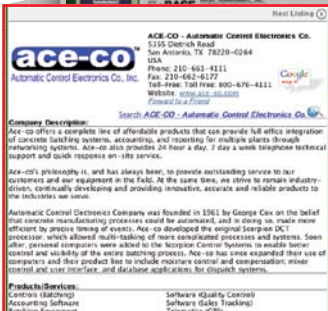 BASE
Next Listing
ace-co
Automatic Control Electronics Co., Inc.
ACE-CO - Automatic Control Electronics Co.
5355 Dietrich Road
San Antonio, TX 78220-0264
USA
Phone: 210-661-4111
Fax: 210-662-6177
Toll-Free: Toll Free: 800-676-4111
Website: www.ace-co.com
Forward to a Friend
Google
Search ACE-CO - Automatic Control Electronics Co.
Company Description:
Ace-co offers a complete line of affordable products that can provide full office integration
of concrete batching systems, accounting, and reporting for multiple plants through
networking systems. Ace-co also provides 24 hour a day, 7 day a week telephone technical
support and quick response on-site service.
Ace-co's philosophy is, and has always been, to provide outstanding service to our
customers and our equipment in the field. At the same time, we strive to remain industry-
driven, continually developing and providing innovative, accurate and reliable products to
the industries we serve.
Automatic Control Electronics Company was founded in 1961 by George Cox on the belief
that concrete manufacturing processes could be automated, and in doing so, made more
efficient by precise timing of events. Ace-co developed the original Scorpion DCT
processor, which allowed multi-tasking of more complicated processes and systems. Soon
after, personal computers were added to the Scorpion Control Systems to enable better
control and visibility of the entire batching process. Ace-co has since expanded their use of
computers and their product line to include moisture control and compensation; mixer
control and user interface, and database applications for dispatch systems.
Products/Services:
Controls (Batching)
Software (Quality Control)
Accounting Software
Software (Sales Tracking)
Batching Equipment
Telematics (GPS)